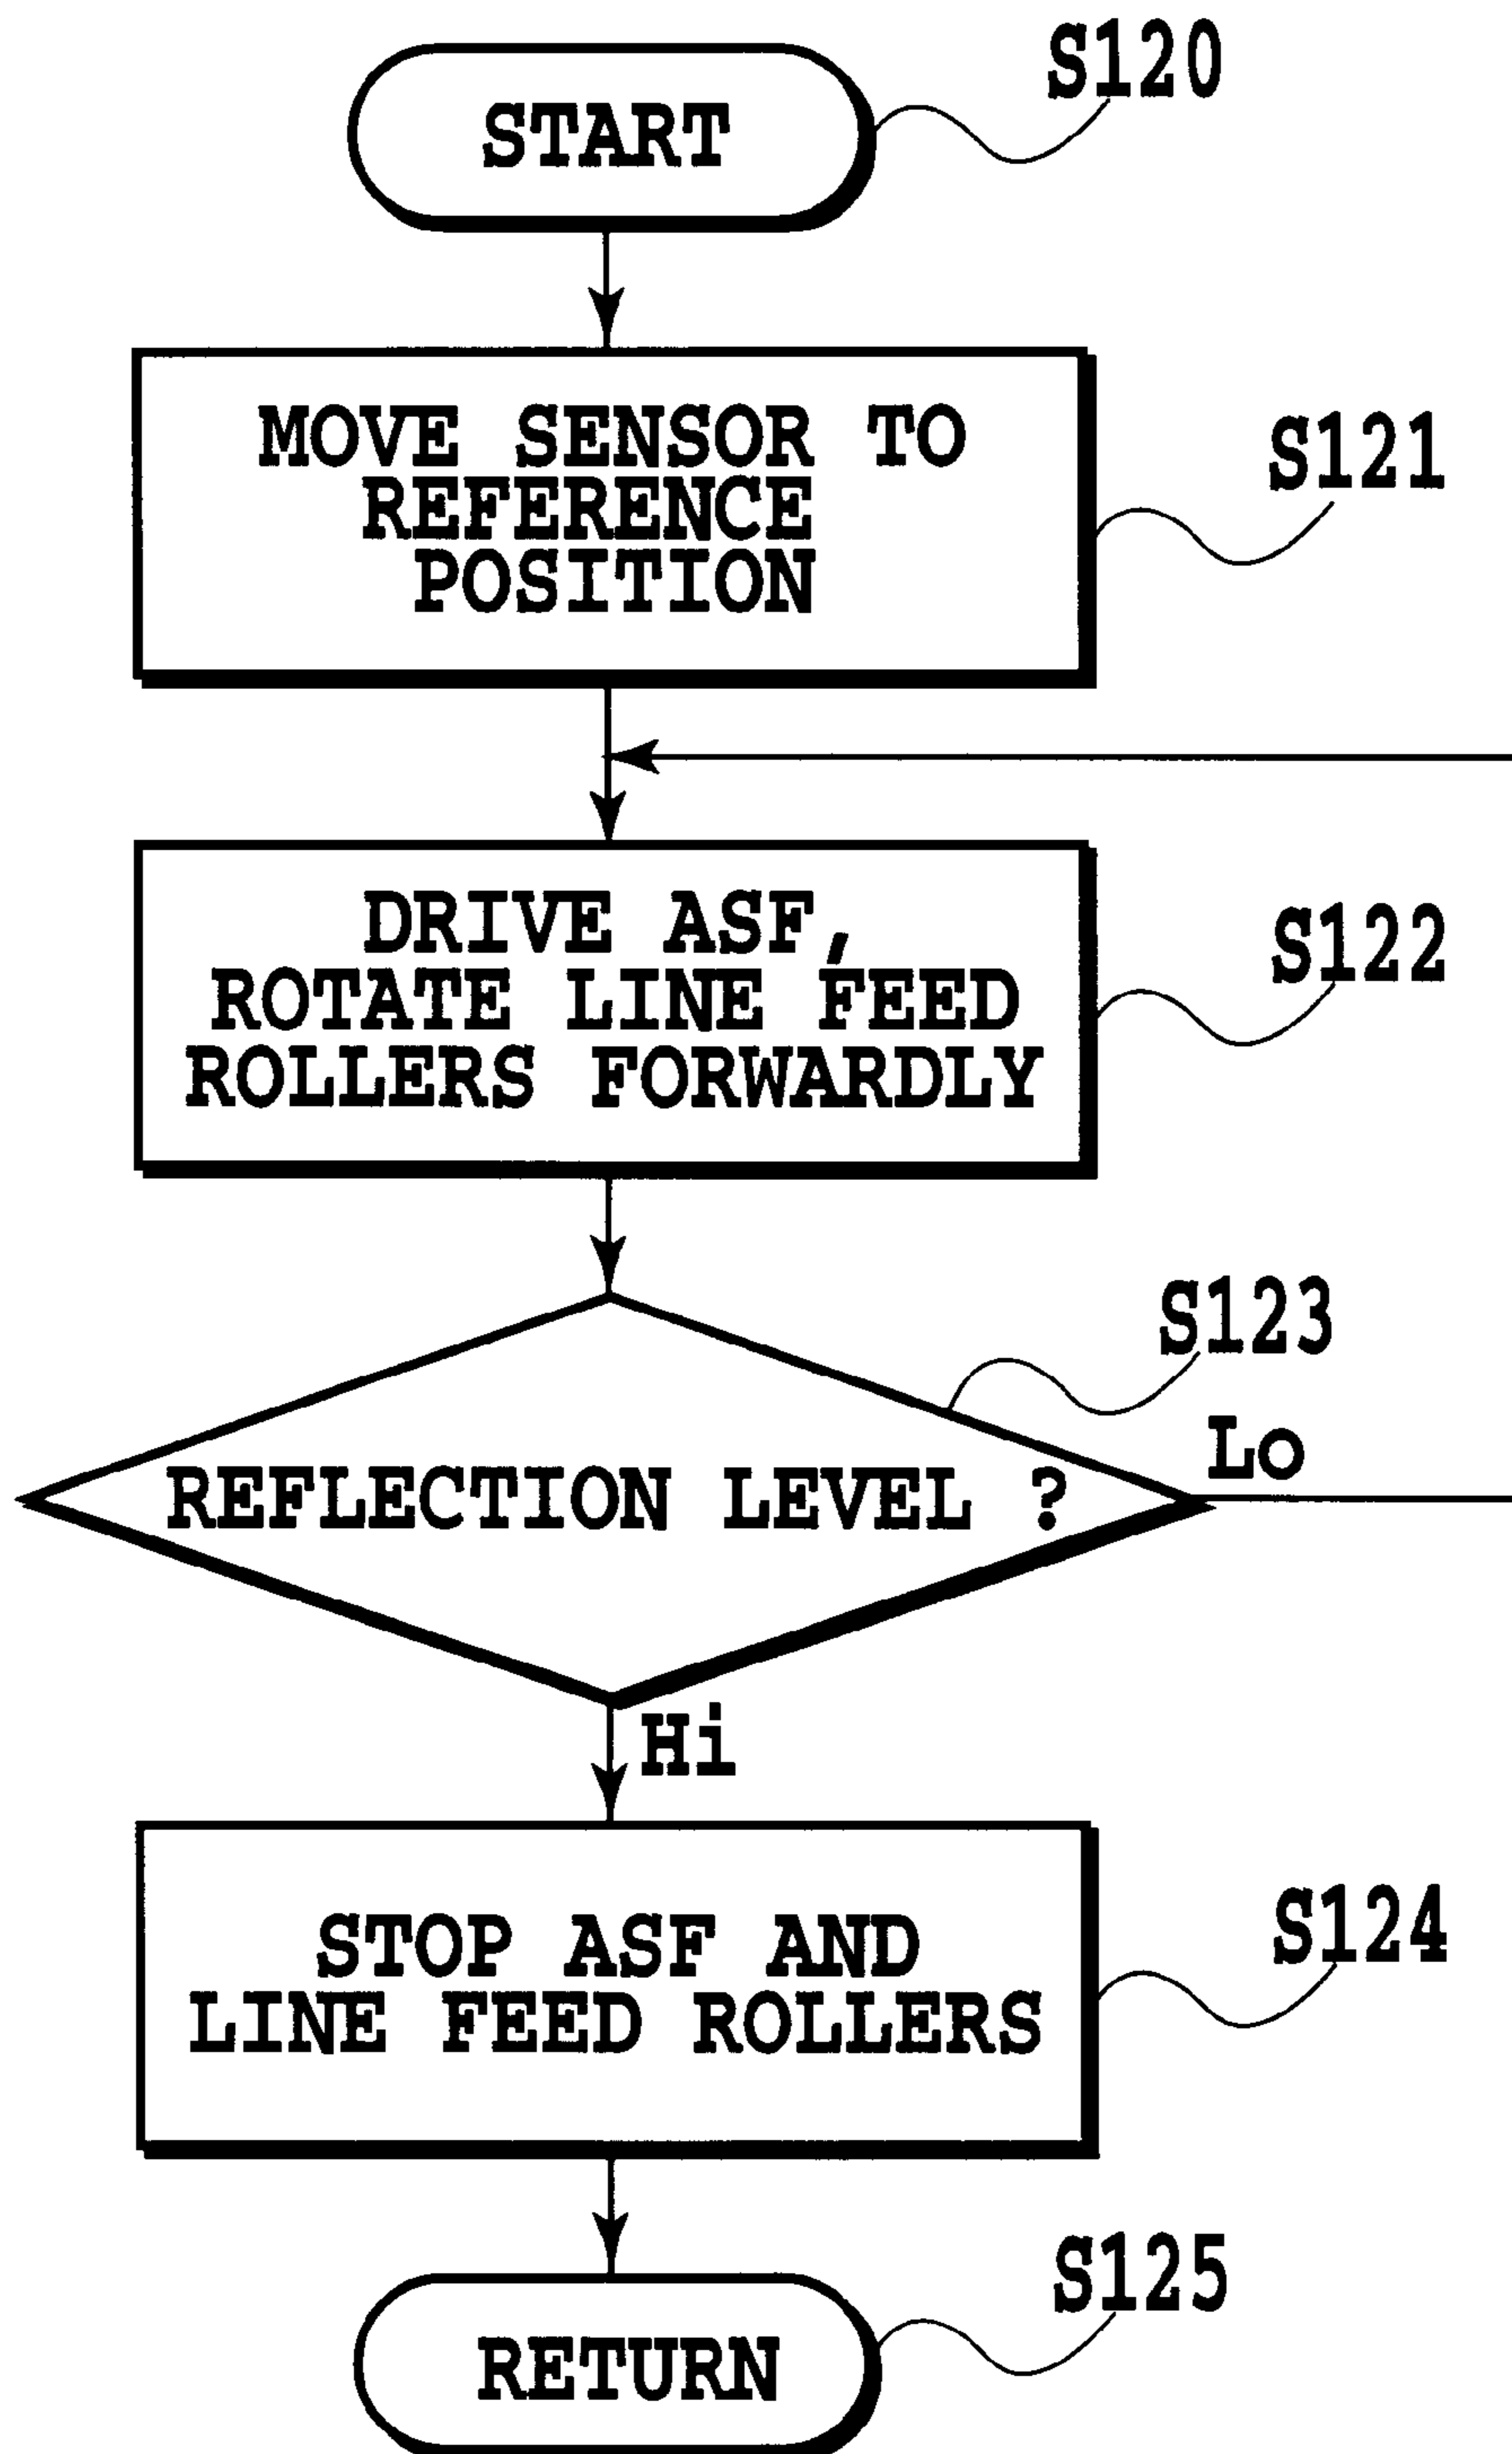 S120
START
MOVE SENSOR TO
REFERENCE
POSITION
S121
DRIVE ASF,
ROTATE LINE FEED
ROLLERS FORWARDLY
S122
S123
REFLECTION LEVEL ?
Lo
Hi
STOP ASF AND
LINE FEED ROLLERS
S124
S125
RETURN